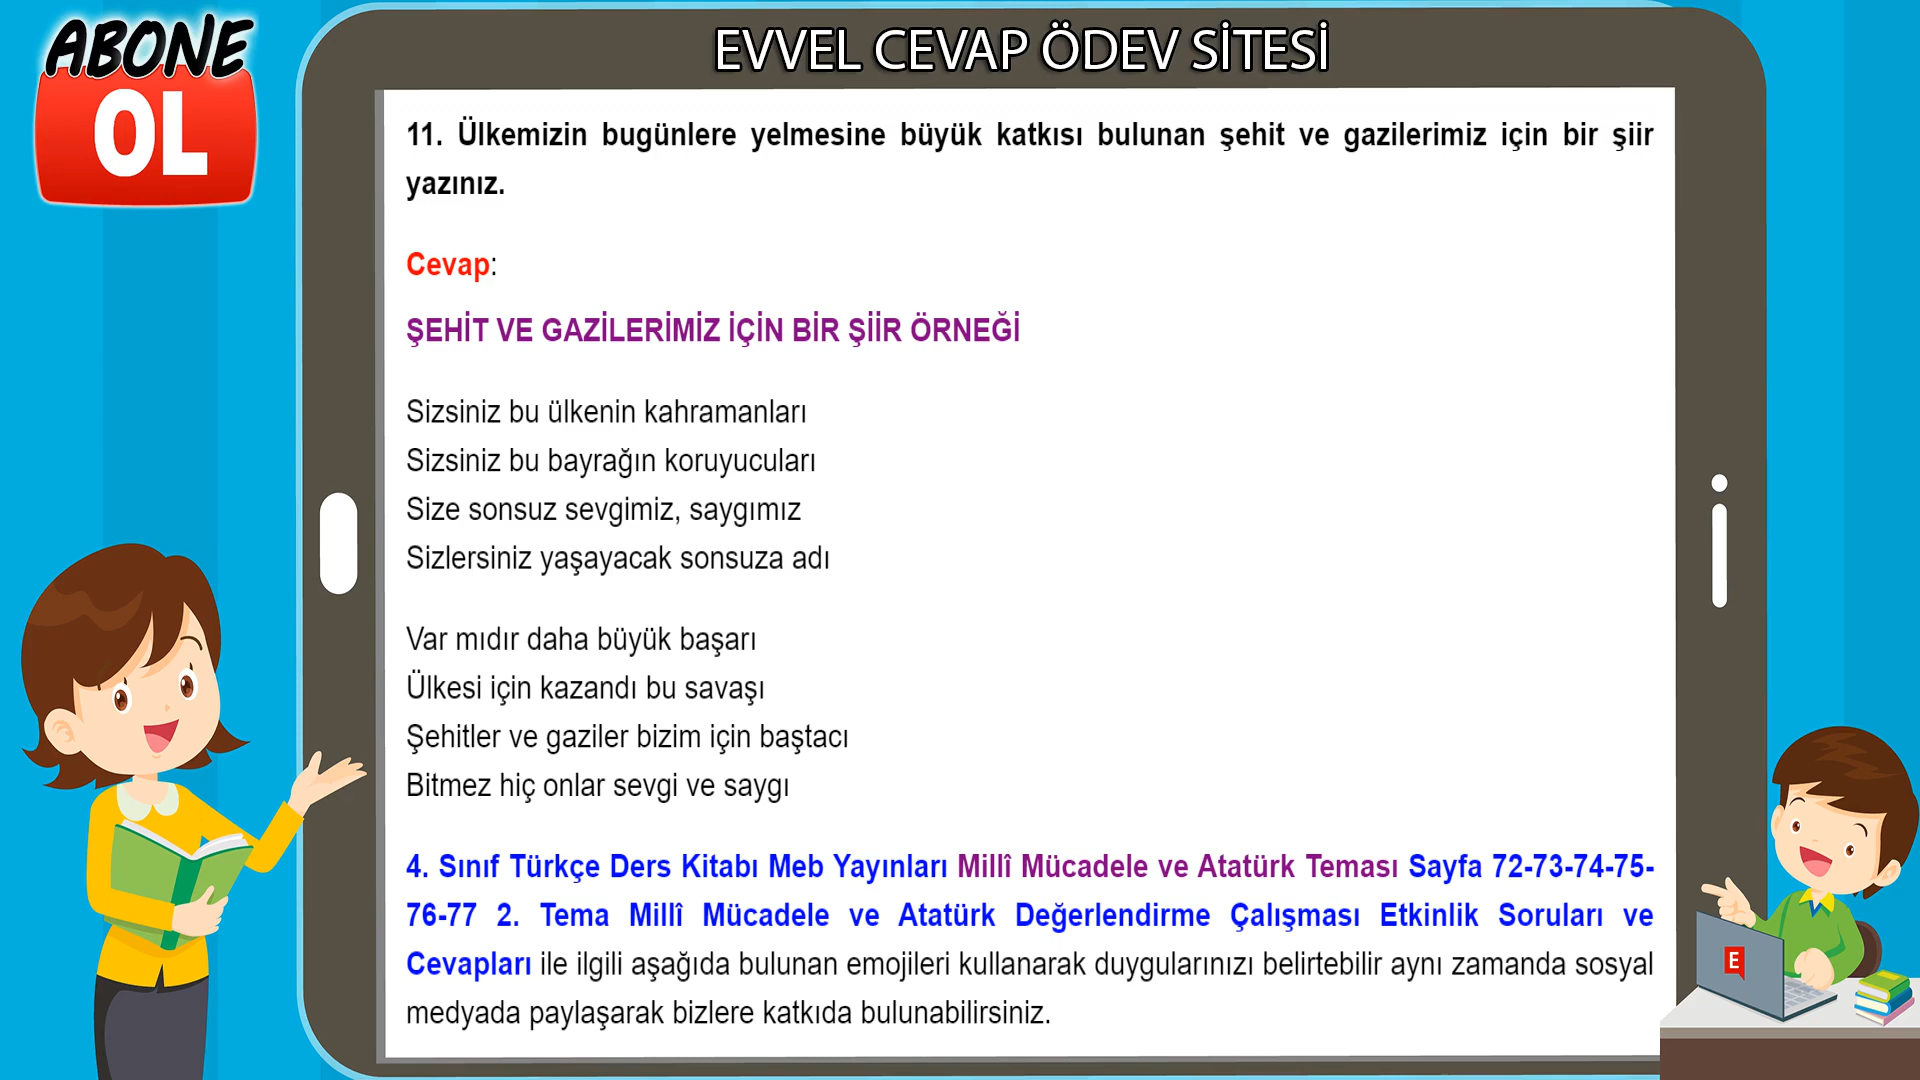 ABONE
OL
EVVEL CEVAP ÖDEV SİTESİ
11. Ülkemizin bugünlere yelmesine büyük katkısı bulunan şehit ve gazilerimiz için bir şiir
yazınız.
Cevap:
ŞEHİT VE GAZİLERİMİZ İÇİN BİR ŞİİR ÖRNEĞİ
Sizsiniz bu ülkenin kahramanları
Sizsiniz bu bayrağın koruyucuları
Size sonsuz sevgimiz, saygımız
Sizlersiniz yaşayacak sonsuza adı
Var mıdır daha büyük başarı
Ülkesi için kazandı bu savaşı
Şehitler ve gaziler bizim için baştacı
Bitmez hiç onlar sevgi ve saygı
4. Sınıf Türkçe Ders Kitabı Meb Yayınları Millî Mücadele ve Atatürk Teması Sayfa 72-73-74-75-
76-77 2. Tema Millî Mücadele ve Atatürk Değerlendirme Çalışması Etkinlik Soruları ve
Cevapları ile ilgili aşağıda bulunan emojileri kullanarak duygularınızı belirtebilir aynı zamanda sosyal
medyada paylaşarak bizlere katkıda bulunabilirsiniz.
E